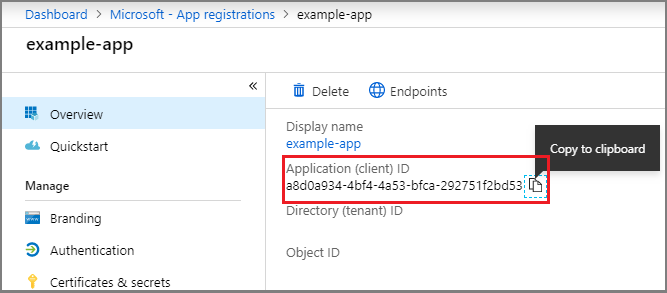 Dashboard > Microsoft - App registrations > example-app
example-app
«
Overview
Quickstart
Manage
Branding
Authentication
Certificates & secrets
Delete
Endpoints
Display name
example-app
Copy to clipboard
Application (client) ID
a8d0a934-4bf4-4a53-bfca-292751f2bd53
Directory (tenant) ID
Object ID